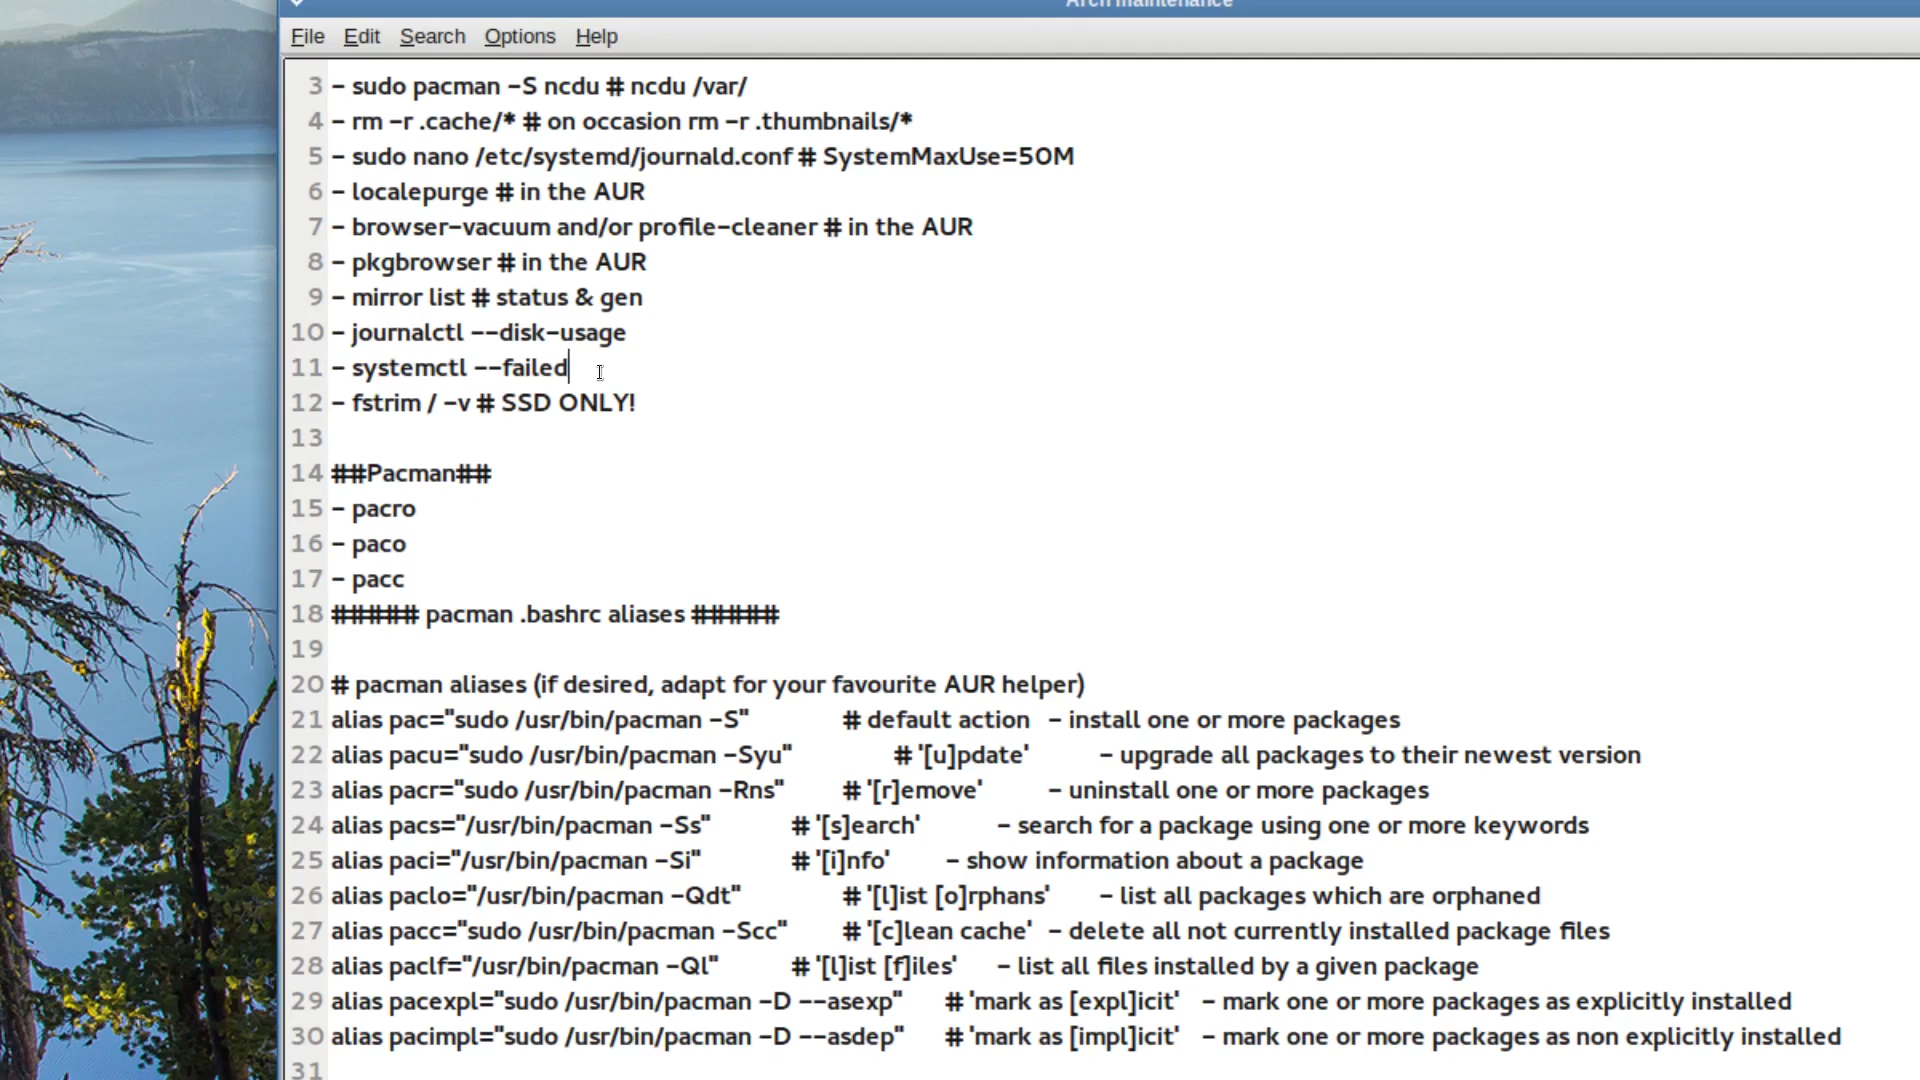 Arch maintenance
File Edit Search Options Help
3 - sudo pacman -S ncdu # ncdu /var/
4 - rm -r .cache/* # on occasion rm -r .thumbnails/*
5 - sudo nano /etc/systemd/journald.conf # SystemMaxUse=50M
6 - localepurge # in the AUR
7 - browser-vacuum and/or profile-cleaner # in the AUR
8 - pkgbrowser # in the AUR
9 - mirror list # status & gen
10 - journalctl --disk-usage
11 - systemctl --failed
12 - fstrim / -v # SSD ONLY!
13
14 ##Pacman##
15 - pacro
16 - paco
17 - pacc
18 ##### pacman .bashrc aliases #####
19
20 # pacman aliases (if desired, adapt for your favourite AUR helper)
21 alias pac="sudo /usr/bin/pacman -S" # default action - install one or more packages
22 alias pacu="sudo /usr/bin/pacman -Syu" # '[u]pdate' - upgrade all packages to their newest version
23 alias pacr="sudo /usr/bin/pacman -Rns" # '[r]emove' - uninstall one or more packages
24 alias pacs="/usr/bin/pacman -Ss" # '[s]earch' - search for a package using one or more keywords
25 alias paci="/usr/bin/pacman -Si" # '[i]nfo' - show information about a package
26 alias paclo="/usr/bin/pacman -Qdt" # '[l]ist [o]rphans' - list all packages which are orphaned
27 alias pacc="sudo /usr/bin/pacman -Scc" # '[c]lean cache' - delete all not currently installed package files
28 alias paclf="/usr/bin/pacman -Ql" # '[l]ist [f]iles' - list all files installed by a given package
29 alias pacexpl="sudo /usr/bin/pacman -D --asexp" # 'mark as [expl]icit' - mark one or more packages as explicitly installed
30 alias pacimpl="sudo /usr/bin/pacman -D --asdep" # 'mark as [impl]icit' - mark one or more packages as non explicitly installed
31